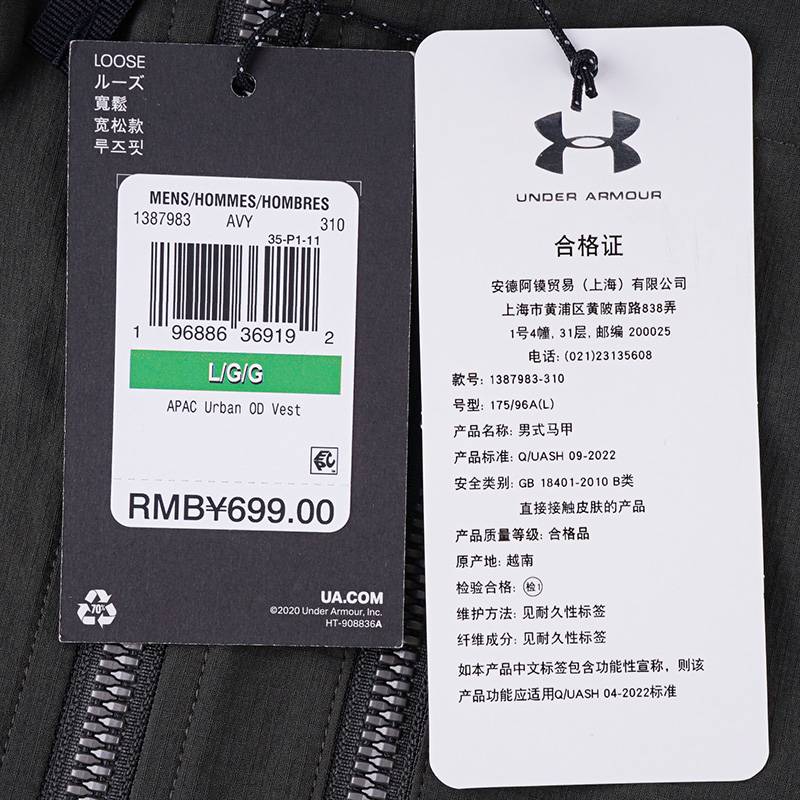 LOOSE
ルーズ
寬鬆
宽松款
루즈핏
MENS/HOMMES/HOMBRES
1387983 AVY 310
35-P1-11
1 96886 36919 2
L/G/G
APAC Urban OD Vest
RMB¥699.00
70%
UA.COM
©2020 Under Armour, Inc.
HT-908836A
UNDER ARMOUR
合格证
安德阿镆贸易（上海）有限公司
上海市黄浦区黄陂南路838弄
1号4幢, 31层, 邮编 200025
电话: (021)23135608
款号: 1387983-310
号型: 175/96A(L)
产品名称: 男式马甲
产品标准: Q/UASH 09-2022
安全类别: GB 18401-2010 B类
直接接触皮肤的产品
产品质量等级: 合格品
原产地: 越南
检验合格: 检1
维护方法: 见耐久性标签
纤维成分: 见耐久性标签
如本产品中文标签包含功能性宣称，则该
产品功能应适用Q/UASH 04-2022标准